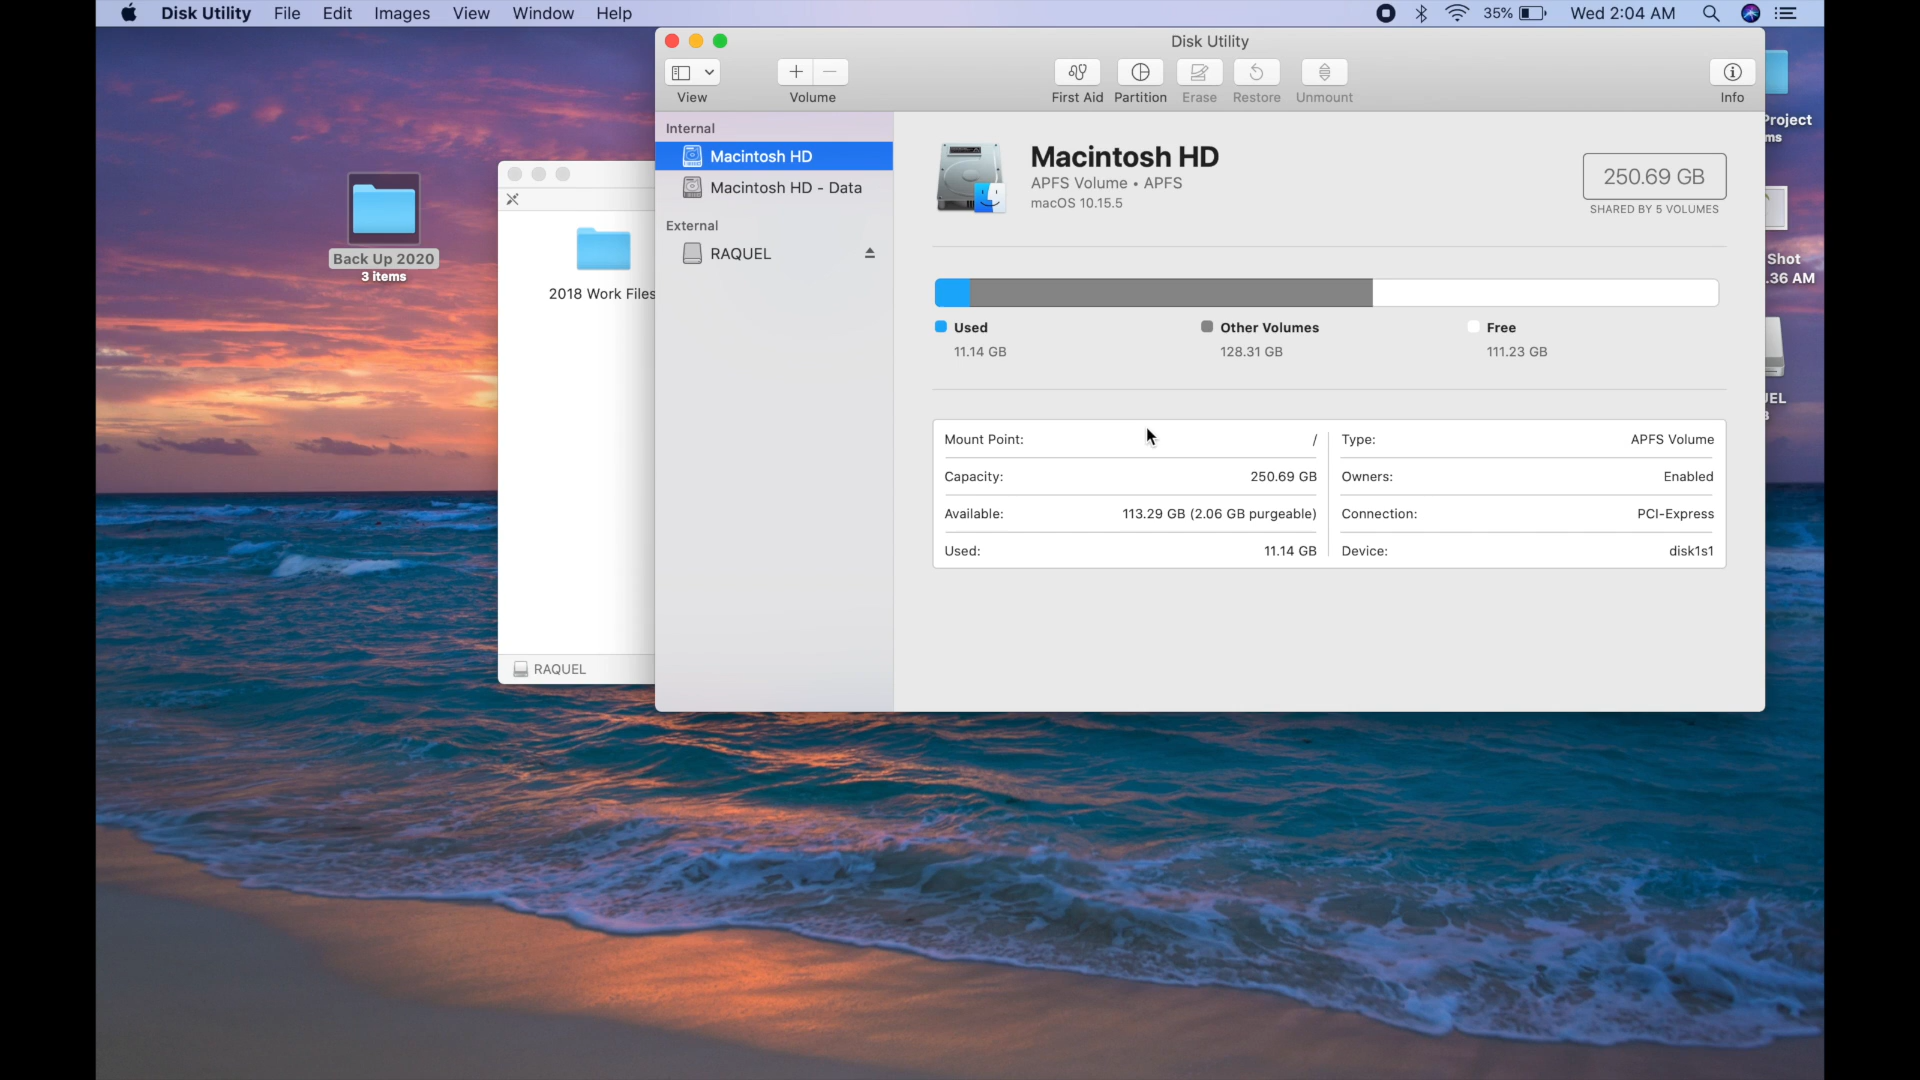 Disk Utility File Edit Images View Window Help 35% Wed 2:04 AM
Disk Utility
View Volume First Aid Partition Erase Restore Unmount Info
Internal
Macintosh HD
Macintosh HD - Data
External
RAQUEL
Macintosh HD
APFS Volume • APFS
macOS 10.15.5
250.69 GB
SHARED BY 5 VOLUMES
Used
11.14 GB
Other Volumes
128.31 GB
Free
111.23 GB
Mount Point: /
Capacity: 250.69 GB
Available: 113.29 GB (2.06 GB purgeable)
Used: 11.14 GB
Type: APFS Volume
Owners: Enabled
Connection: PCI-Express
Device: disk1s1
Back Up 2020
3 items
2018 Work Files
RAQUEL
Project
ms
Shot
.36 AM
UEL